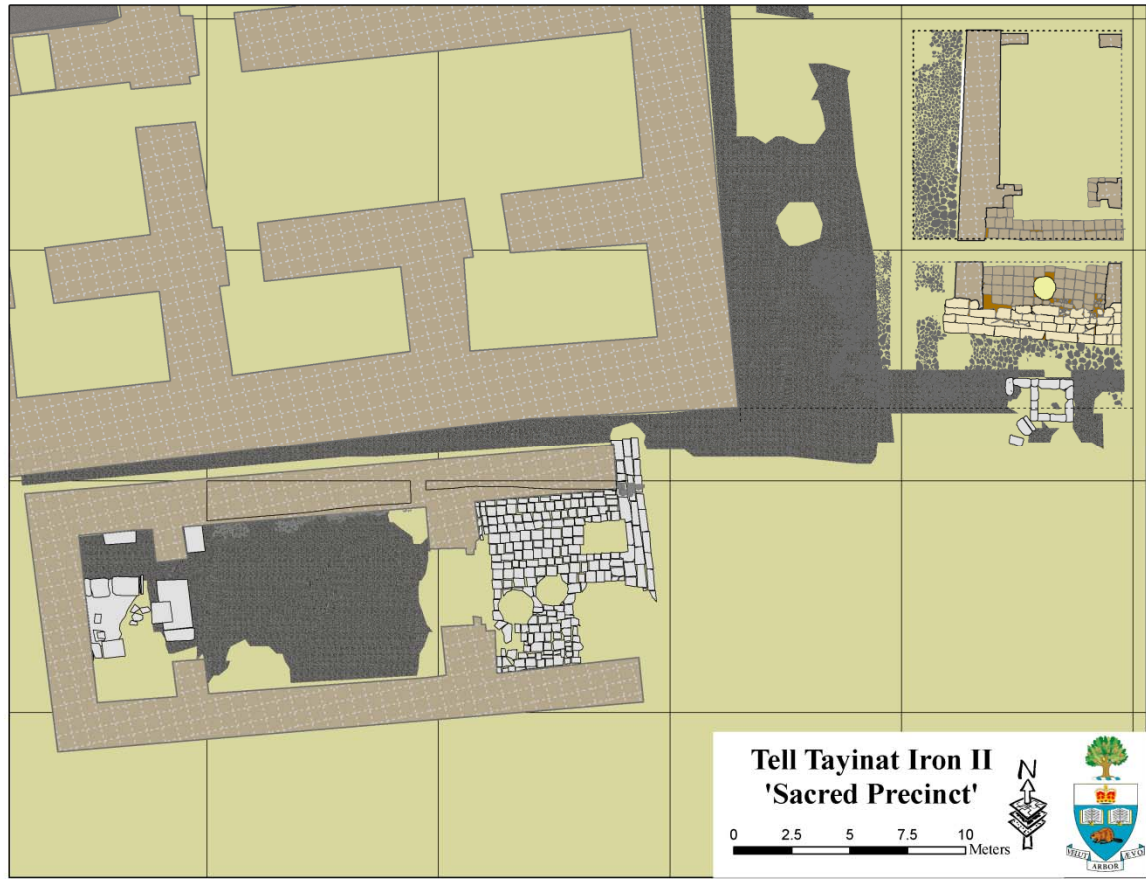 Tell Tayinat Iron II
'Sacred Precinct'
N
0 2.5 5 7.5 10
Meters
VELUT ARBOR ÆVO